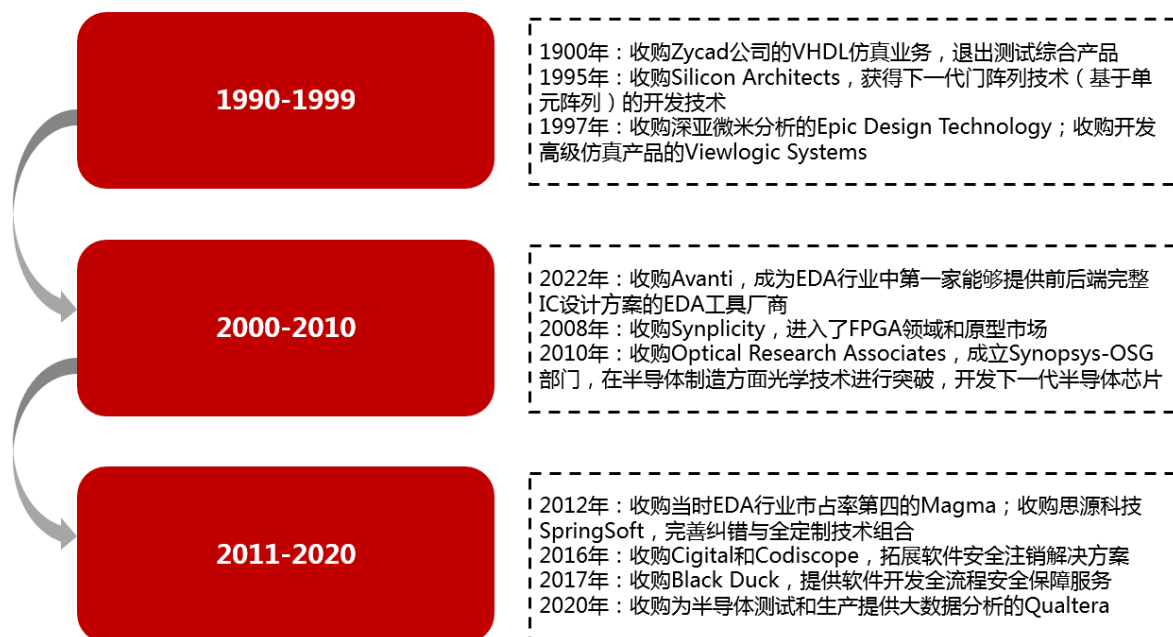 1990-1999
1900年：收购Zycad公司的VHDL仿真业务，退出测试综合产品
1995年：收购Silicon Architects，获得下一代门阵列技术（基于单
元阵列）的开发技术
1997年：收购深亚微米分析的Epic Design Technology；收购开发
高级仿真产品的Viewlogic Systems
2000-2010
2022年：收购Avanti，成为EDA行业中第一家能够提供前后端完整
IC设计方案的EDA工具厂商
2008年：收购Synplicity，进入了FPGA领域和原型市场
2010年：收购Optical Research Associates，成立Synopsys-OSG
部门，在半导体制造方面光学技术进行突破，开发下一代半导体芯片
2011-2020
2012年：收购当时EDA行业市占率第四的Magma；收购思源科技
SpringSoft，完善纠错与全定制技术组合
2016年：收购Cigital和Codiscope，拓展软件安全注销解决方案
2017年：收购Black Duck，提供软件开发全流程安全保障服务
2020年：收购为半导体测试和生产提供大数据分析的Qualtera